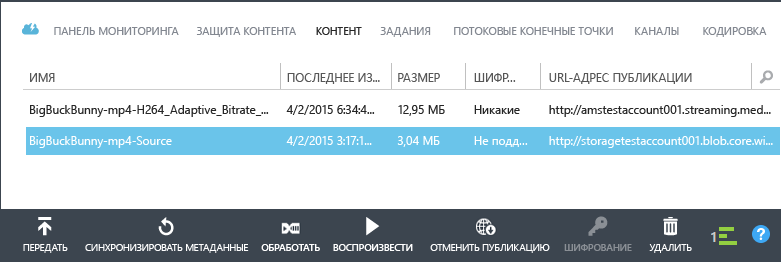 ПАНЕЛЬ МОНИТОРИНГА ЗАЩИТА КОНТЕНТА КОНТЕНТ ЗАДАНИЯ ПОТОКОВЫЕ КОНЕЧНЫЕ ТОЧКИ КАНАЛЫ КОДИРОВКА
ИМЯ ПОСЛЕДНЕЕ ИЗ... РАЗМЕР ШИФР... URL-АДРЕС ПУБЛИКАЦИИ
BigBuckBunny-mp4-H264_Adaptive_Bitrate_... 4/2/2015 6:34:4... 12,95 МБ Никакие http://amstestaccount001.streaming.med...
BigBuckBunny-mp4-Source 4/2/2015 3:17:1... 3,04 МБ Не подд... http://storagetestaccount001.blob.core.wi...
ПЕРЕДАТЬ СИНХРОНИЗИРОВАТЬ МЕТАДАННЫЕ ОБРАБОТАТЬ ВОСПРОИЗВЕСТИ ОТМЕНИТЬ ПУБЛИКАЦИЮ ШИФРОВАНИЕ УДАЛИТЬ 1 ?